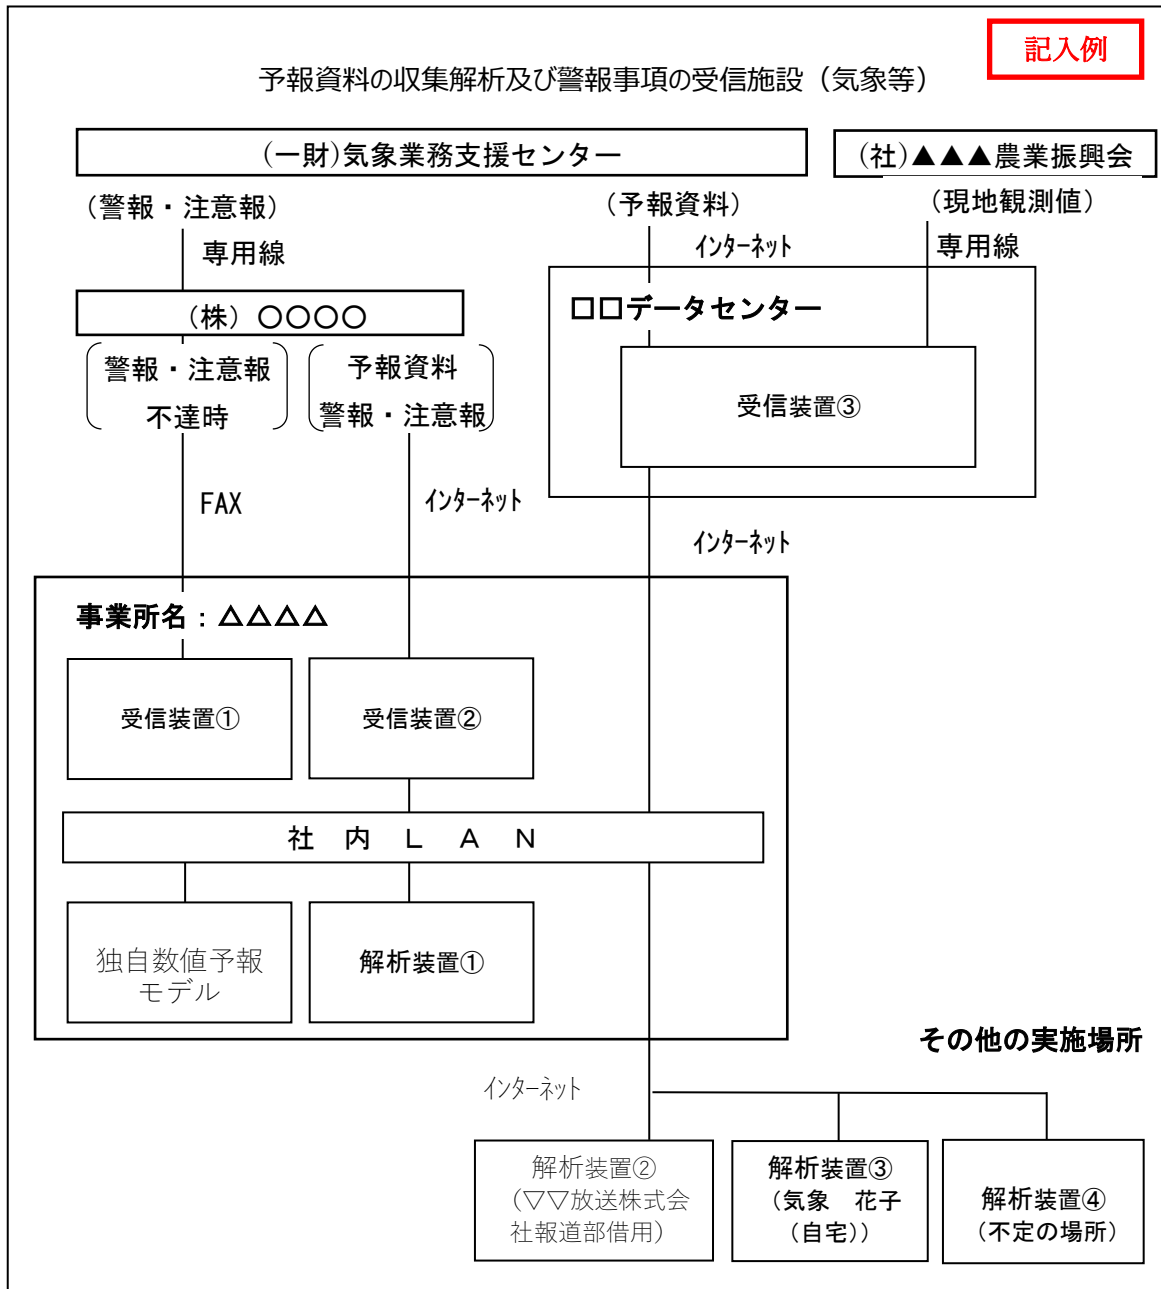 記入例
予報資料の収集解析及び警報事項の受信施設（気象等）
(一財)気象業務支援センター
(社)▲▲▲農業振興会
(警報・注意報)
(予報資料)
(現地観測値)
専用線
インターネット
専用線
(株) 〇〇〇〇
口口データセンター
警報・注意報
不達時
予報資料
警報・注意報
受信装置③
FAX
インターネット
インターネット
事業所名：△△△△
受信装置①
受信装置②
社 内 Ｌ Ａ Ｎ
独自数値予報
モデル
解析装置①
その他の実施場所
インターネット
解析装置②
(▽▽放送株式会
社報道部借用)
解析装置③
(気象　花子
(自宅))
解析装置④
(不定の場所)